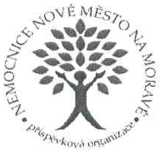 • NEMOCNICE NOVÉ MĚSTO NA MORAVĚ •
příspěvková organizace